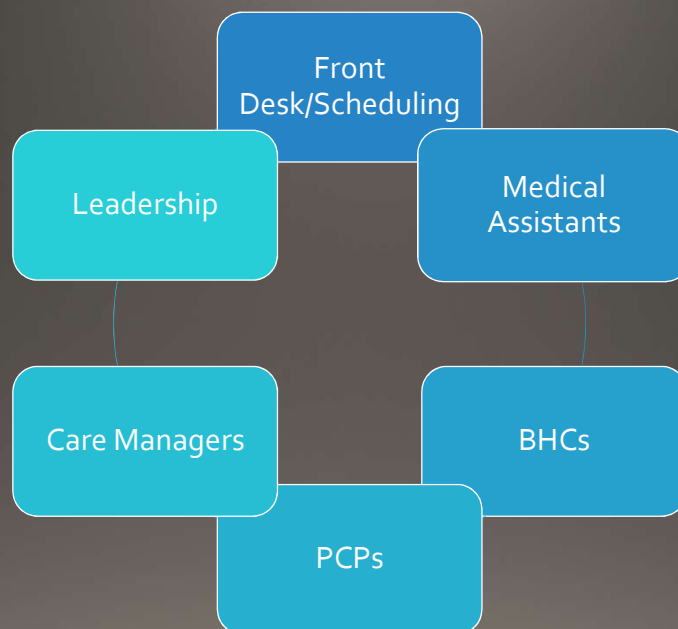 Front
Desk/Scheduling
Medical
Assistants
BHCs
PCPs
Care Managers
Leadership